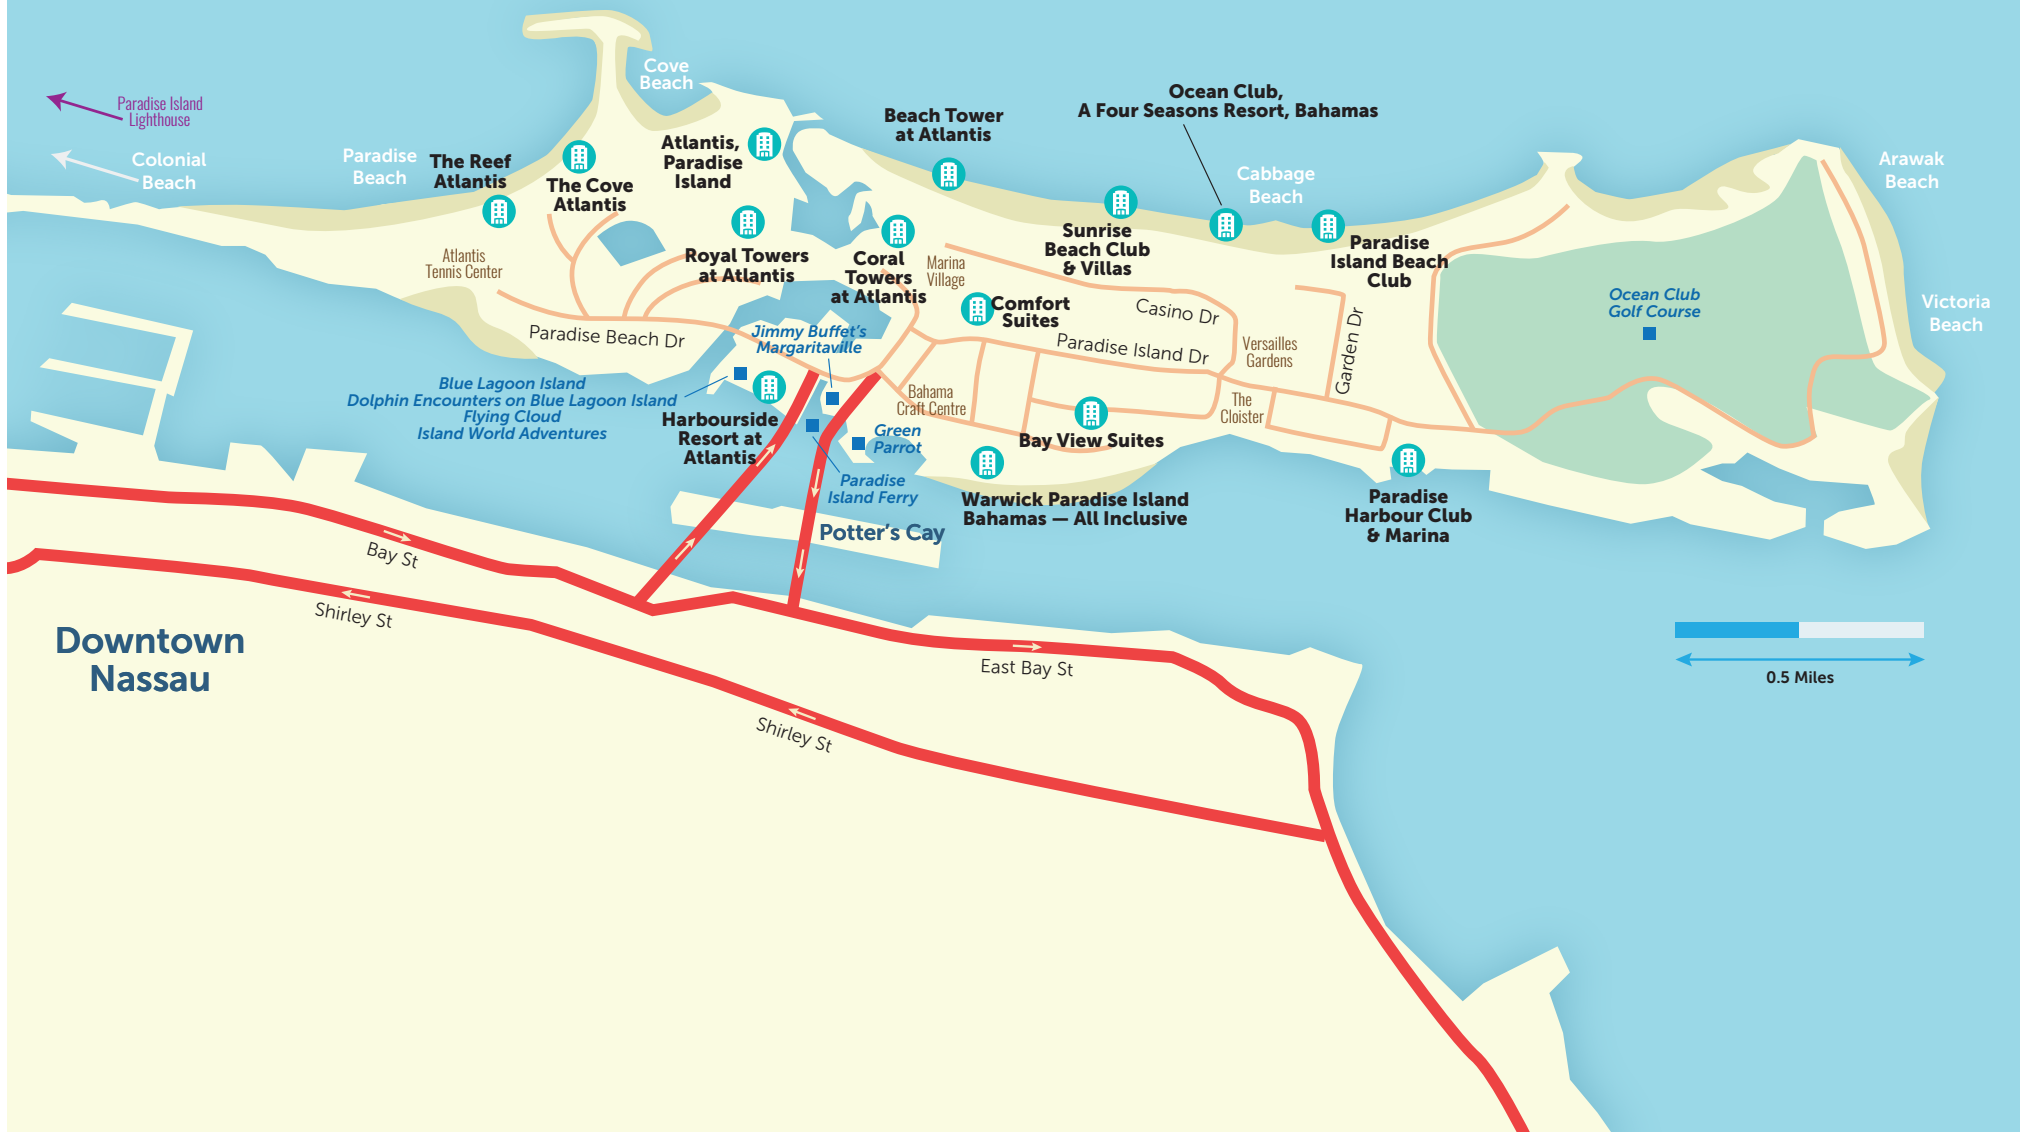 Cove
Beach
Paradise Island
Lighthouse
Colonial
Beach
Paradise
Beach
The Reef
Atlantis
The Cove
Atlantis
Atlantis,
Paradise
Island
Beach Tower
at Atlantis
Ocean Club,
A Four Seasons Resort, Bahamas
Cabbage
Beach
Arawak
Beach
Victoria
Beach
Atlantis
Tennis Center
Royal Towers
at Atlantis
Coral
Towers
at Atlantis
Marina
Village
Sunrise
Beach Club
& Villas
Paradise
Island Beach
Club
Comfort
Suites
Casino Dr
Paradise Island Dr
Versailles
Gardens
Garden Dr
Ocean Club
Golf Course
Paradise Beach Dr
Jimmy Buffet's
Margaritaville
Blue Lagoon Island
Dolphin Encounters on Blue Lagoon Island
Flying Cloud
Island World Adventures
Harbourside
Resort at
Atlantis
Bahama
Craft Centre
The
Cloister
Green
Parrot
Bay View Suites
Paradise
Island Ferry
Warwick Paradise Island
Bahamas — All Inclusive
Paradise
Harbour Club
& Marina
Potter's Cay
Bay St
Shirley St
Downtown
Nassau
East Bay St
Shirley St
0.5 Miles